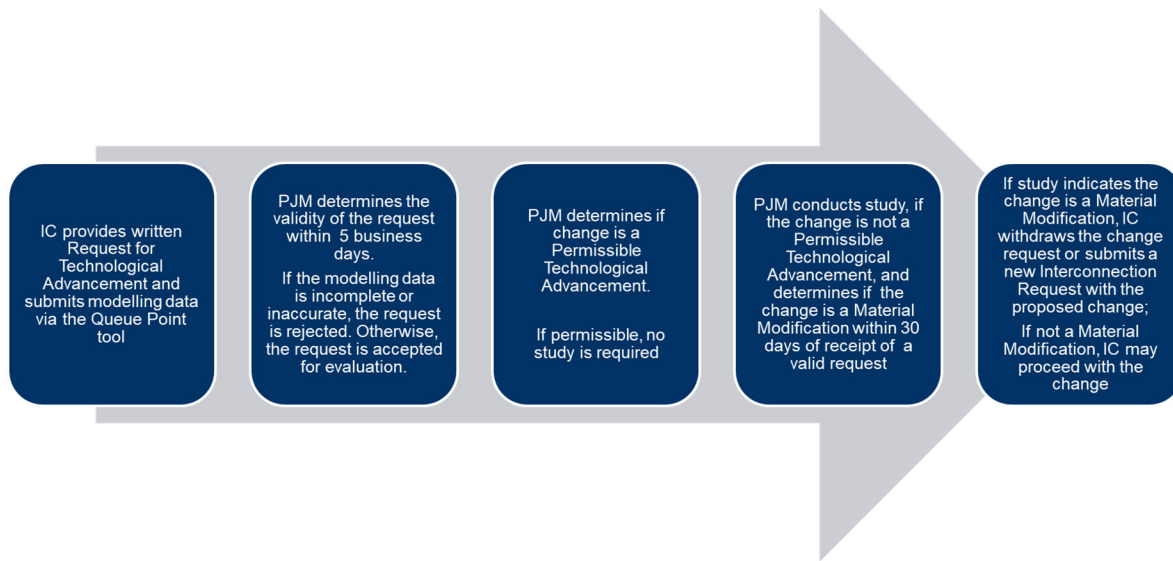 IC provides written
Request for
Technological
Advancement and
submits modelling data
via the Queue Point
tool
PJM determines the
validity of the request
within 5 business
days.
If the modelling data
is incomplete or
inaccurate, the request
is rejected. Otherwise,
the request is accepted
for evaluation.
PJM determines if
change is a
Permissible
Technological
Advancement.
If permissible, no
study is required
PJM conducts study, if
the change is not a
Permissible
Technological
Advancement, and
determines if the
change is a Material
Modification within 30
days of receipt of a
valid request
If study indicates the
change is a Material
Modification, IC
withdraws the change
request or submits a
new Interconnection
Request with the
proposed change;
If not a Material
Modification, IC may
proceed with the
change